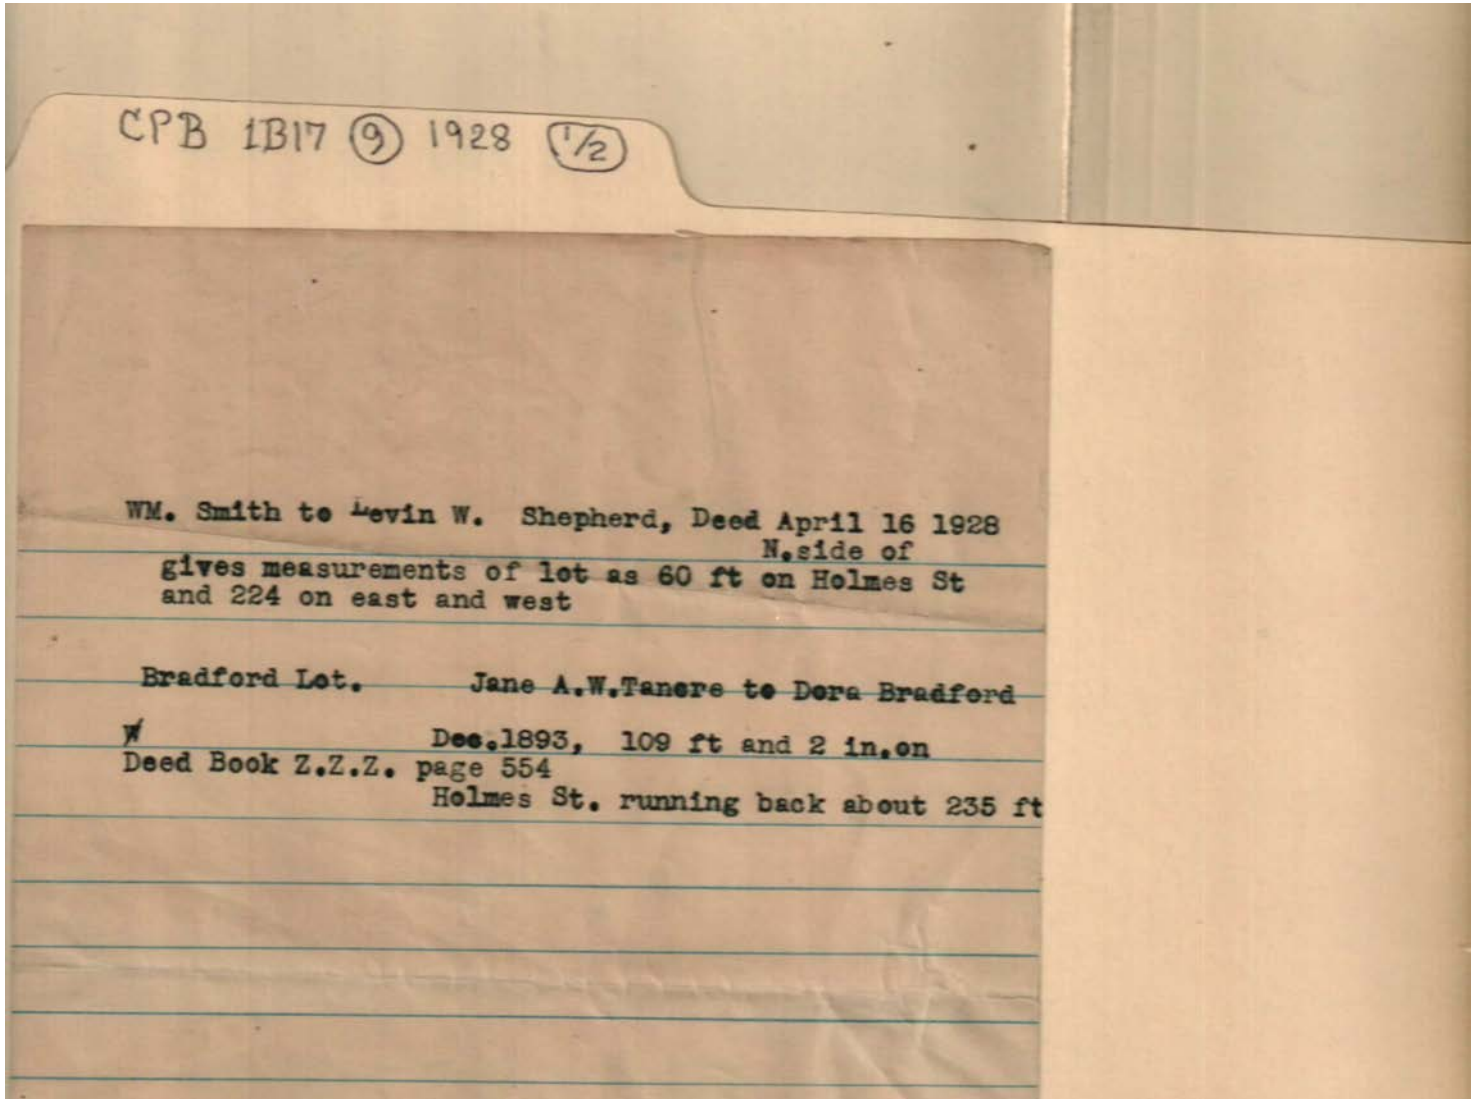 CPB 1B17 9 1928 1/2
WM. Smith to Levin W. Shepherd, Deed April 16 1928
N.side of
gives measurements of lot as 60 ft on Holmes St
and 224 on east and west
Bradford Lot. Jane A.W.Tanore to Dora Bradford
Dec.1893, 109 ft and 2 in.on
Deed Book Z.Z.Z. page 554
Holmes St. running back about 235 ft